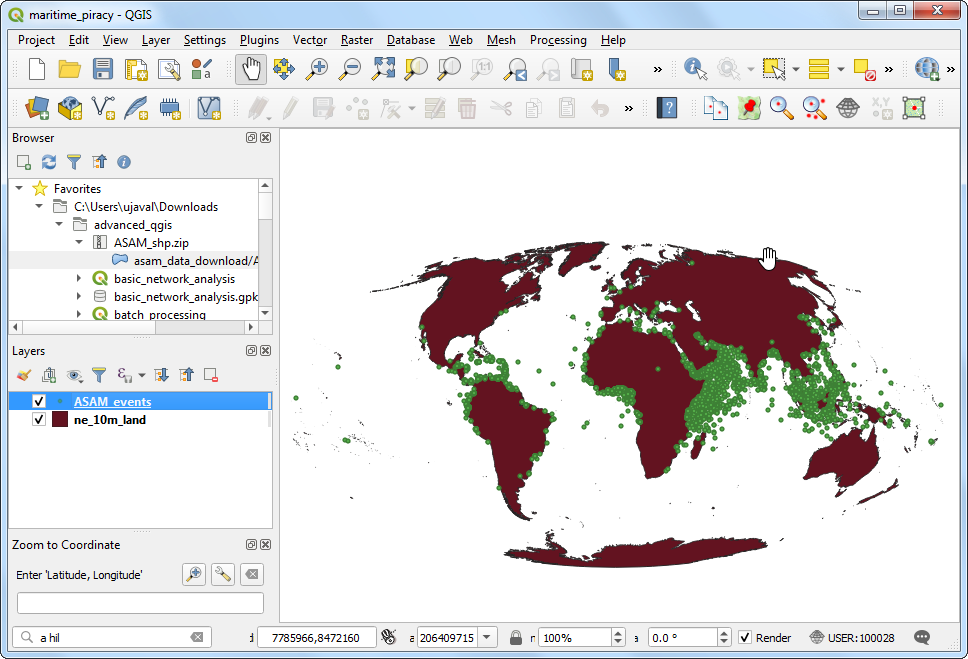 maritime_piracy - QGIS
Project Edit View Layer Settings Plugins Vector Raster Database Web Mesh Processing Help
a
1:1
X,Y
?
Browser
Favorites
C:\Users\ujaval\Downloads
advanced_qgis
ASAM_shp.zip
asam_data_download/A
basic_network_analysis
basic_network_analysis.gpk
batch_processing
Layers
ASAM_events
ne_10m_land
Zoom to Coordinate
Enter 'Latitude, Longitude'
a hil
7785966,8472160
a 206409715
100%
a 0.0 °
Render
USER:100028